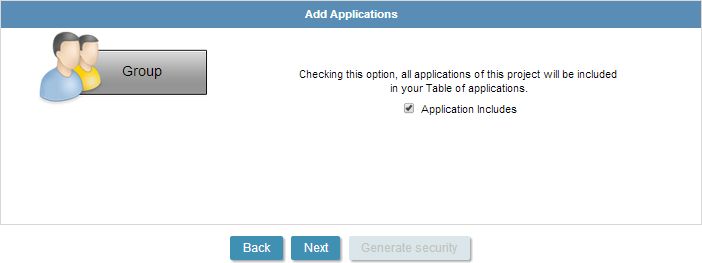 Add Applications
Group
Checking this option, all applications of this project will be included
in your Table of applications.
Application Includes
Back
Next
Generate security